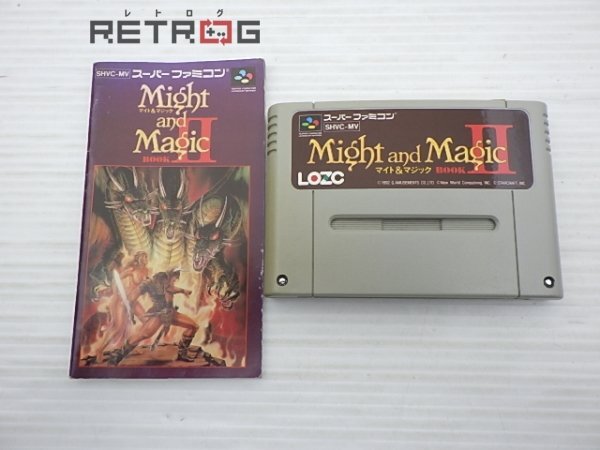 レトログ
RETROG
SHVC-MV スーパーファミコン
Might
マイト&マジック
and
Magic
BOOK II
スーパーファミコン
SHVC-MV
Might and Magic II
マイト&マジック BOOK
LOZC